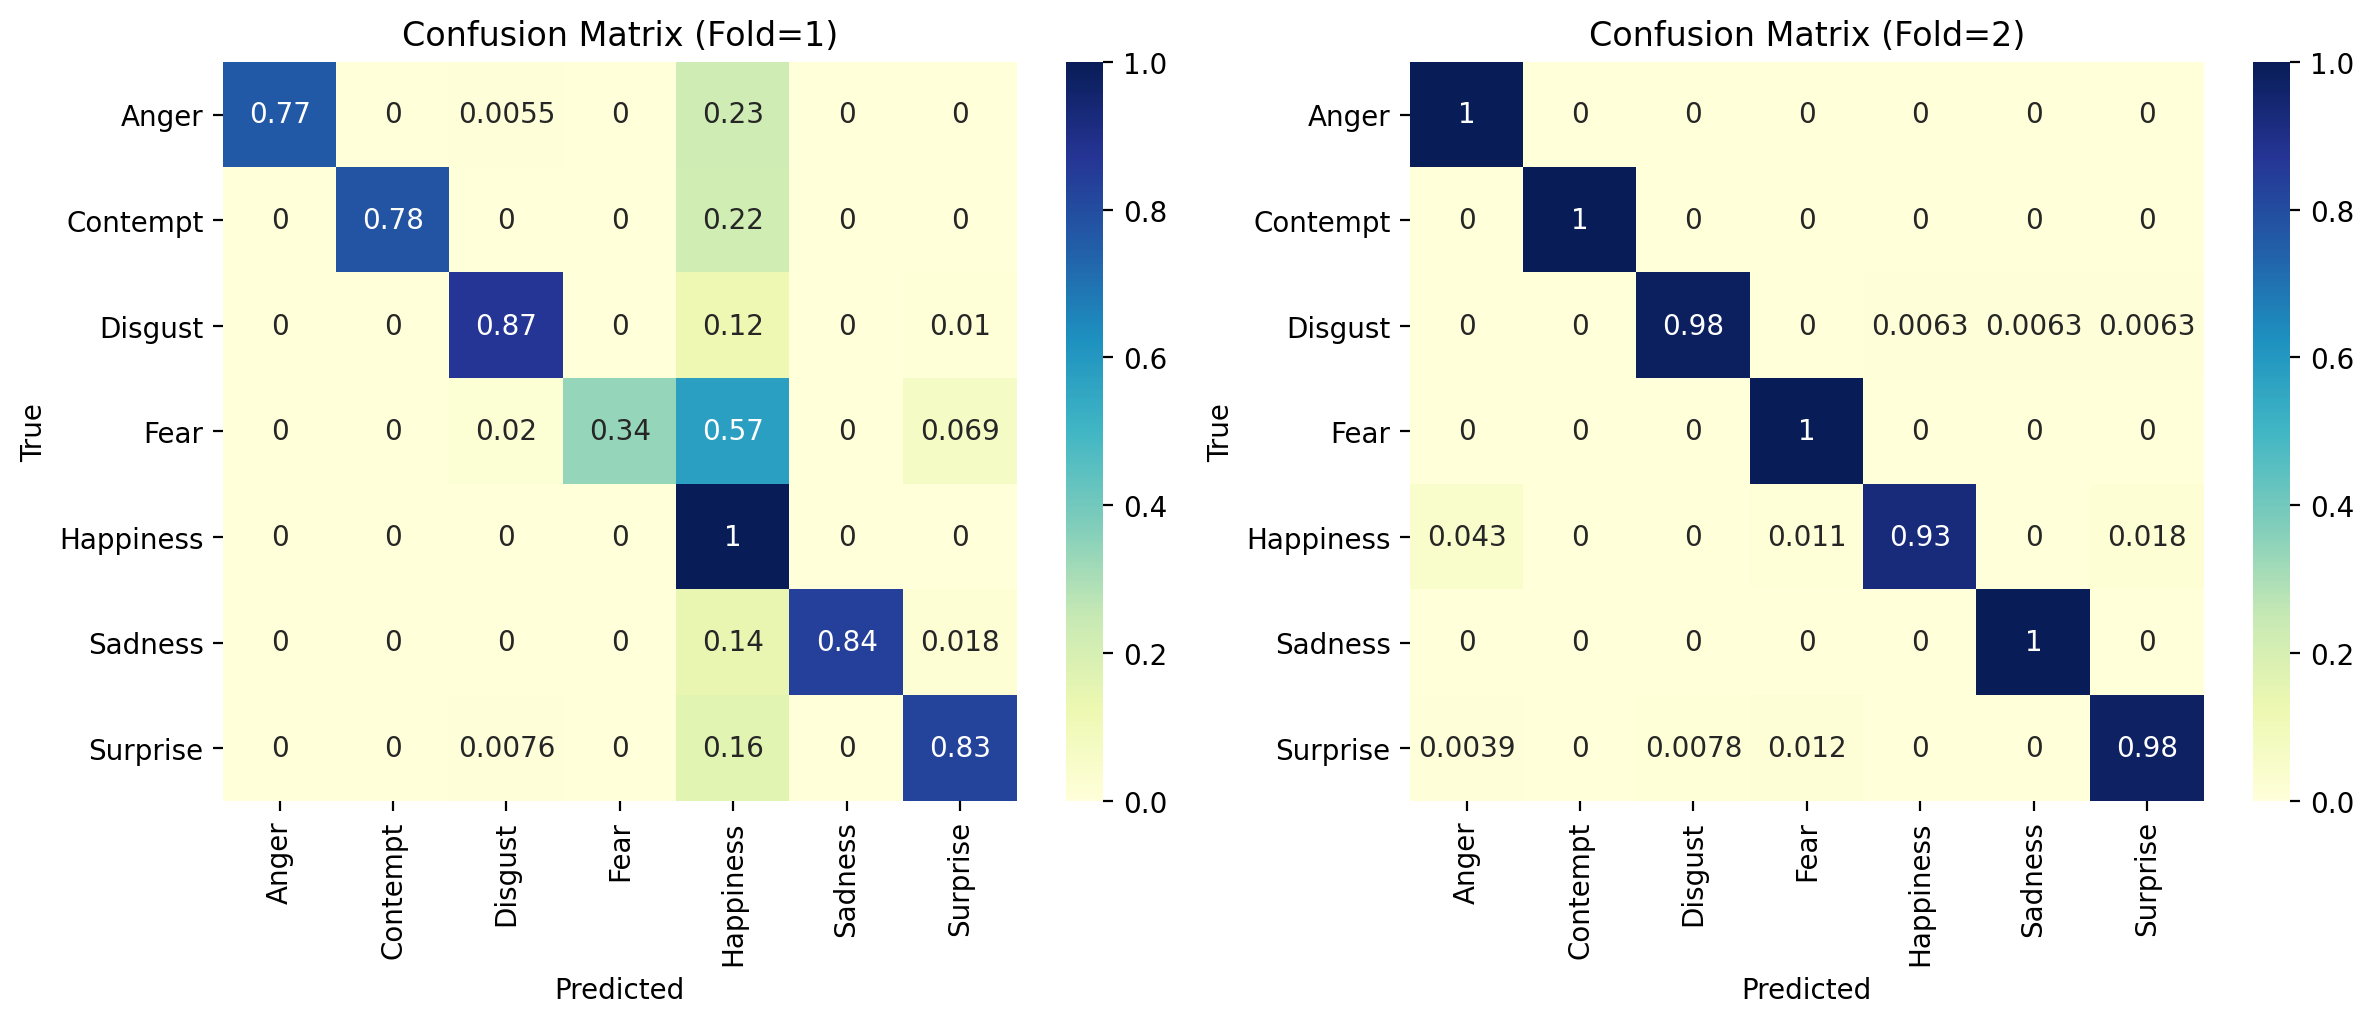 Confusion Matrix (Fold=1)
Anger 0.77 0 0.0055 0 0.23 0 0
Contempt 0 0.78 0 0 0.22 0 0
Disgust 0 0 0.87 0 0.12 0 0.01
Fear 0 0 0.02 0.34 0.57 0 0.069
Happiness 0 0 0 0 1 0 0
Sadness 0 0 0 0 0.14 0.84 0.018
Surprise 0 0 0.0076 0 0.16 0 0.83
True
Anger Contempt Disgust Fear Happiness Sadness Surprise
Predicted
1.0
0.8
0.6
0.4
0.2
0.0
Confusion Matrix (Fold=2)
Anger 1 0 0 0 0 0 0
Contempt 0 1 0 0 0 0 0
Disgust 0 0 0.98 0 0.0063 0.0063 0.0063
Fear 0 0 0 1 0 0 0
Happiness 0.043 0 0 0.011 0.93 0 0.018
Sadness 0 0 0 0 0 1 0
Surprise 0.0039 0 0.0078 0.012 0 0 0.98
True
Anger Contempt Disgust Fear Happiness Sadness Surprise
Predicted
1.0
0.8
0.6
0.4
0.2
0.0